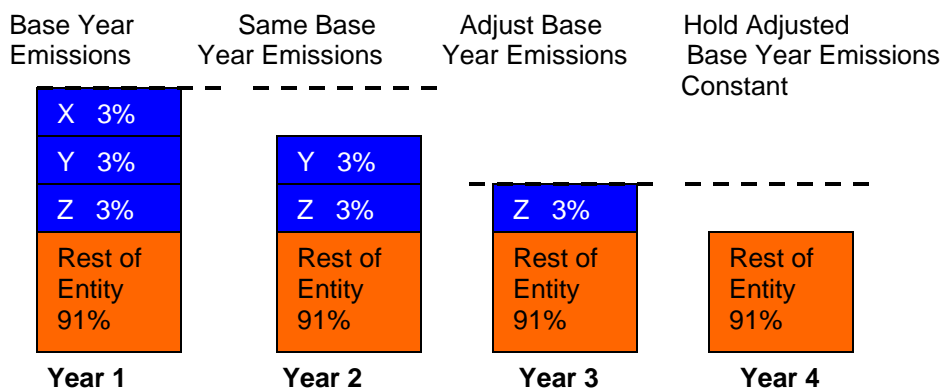 Base Year
Emissions
Same Base
Year Emissions
Adjust Base
Year Emissions
Hold Adjusted
Base Year Emissions
Constant
X 3%
Y 3%
Z 3%
Rest of
Entity
91%
Year 1
Y 3%
Z 3%
Rest of
Entity
91%
Year 2
Z 3%
Rest of
Entity
91%
Year 3
Rest of
Entity
91%
Year 4